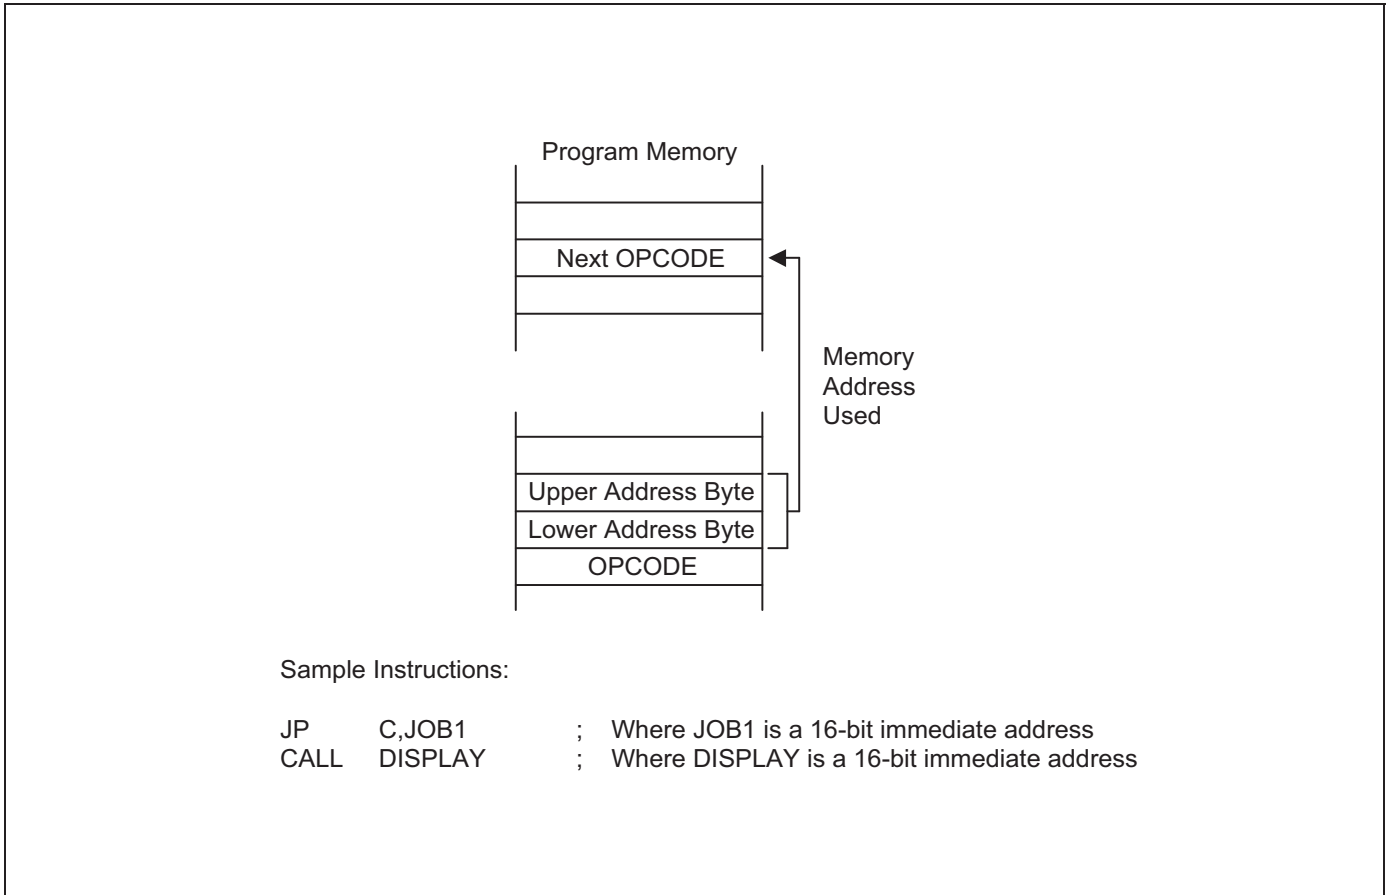 Program Memory
Next OPCODE
Memory
Address
Used
Upper Address Byte
Lower Address Byte
OPCODE
Sample Instructions:
JP C,JOB1 ; Where JOB1 is a 16-bit immediate address
CALL DISPLAY ; Where DISPLAY is a 16-bit immediate address